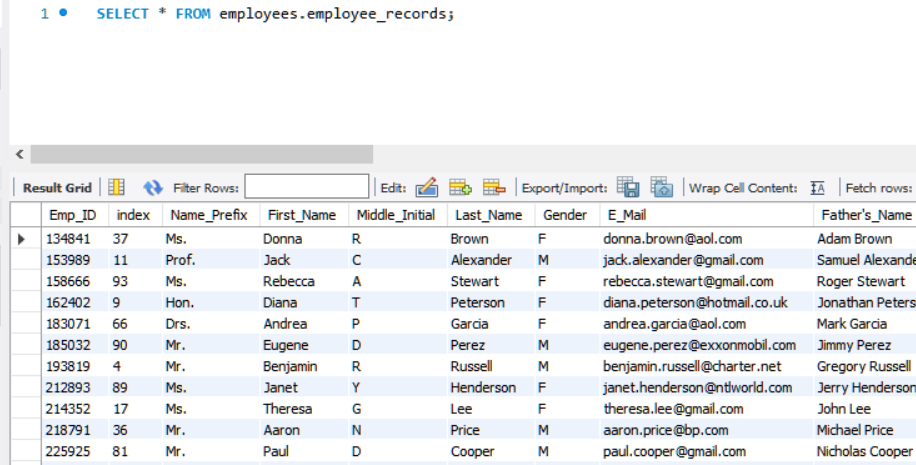 1 SELECT * FROM employees.employee_records;
Result Grid Filter Rows: Edit: Export/Import: Wrap Cell Content: Fetch rows:
Emp_ID index Name_Prefix First_Name Middle_Initial Last_Name Gender E_Mail Father's_Name
134841 37 Ms. Donna R Brown F donna.brown@aol.com Adam Brown
153989 11 Prof. Jack C Alexander M jack.alexander@gmail.com Samuel Alexande
158666 93 Ms. Rebecca A Stewart F rebecca.stewart@gmail.com Roger Stewart
162402 9 Hon. Diana T Peterson F diana.peterson@hotmail.co.uk Jonathan Peters
183071 66 Drs. Andrea P Garcia F andrea.garcia@aol.com Mark Garcia
185032 90 Mr. Eugene D Perez M eugene.perez@exxonmobil.com Jimmy Perez
193819 4 Mr. Benjamin R Russell M benjamin.russell@charter.net Gregory Russell
212893 89 Ms. Janet Y Henderson F janet.henderson@ntlworld.com Jerry Henderson
214352 17 Ms. Theresa G Lee F theresa.lee@gmail.com John Lee
218791 36 Mr. Aaron N Price M aaron.price@bp.com Michael Price
225925 81 Mr. Paul D Cooper M paul.cooper@gmail.com Nicholas Cooper